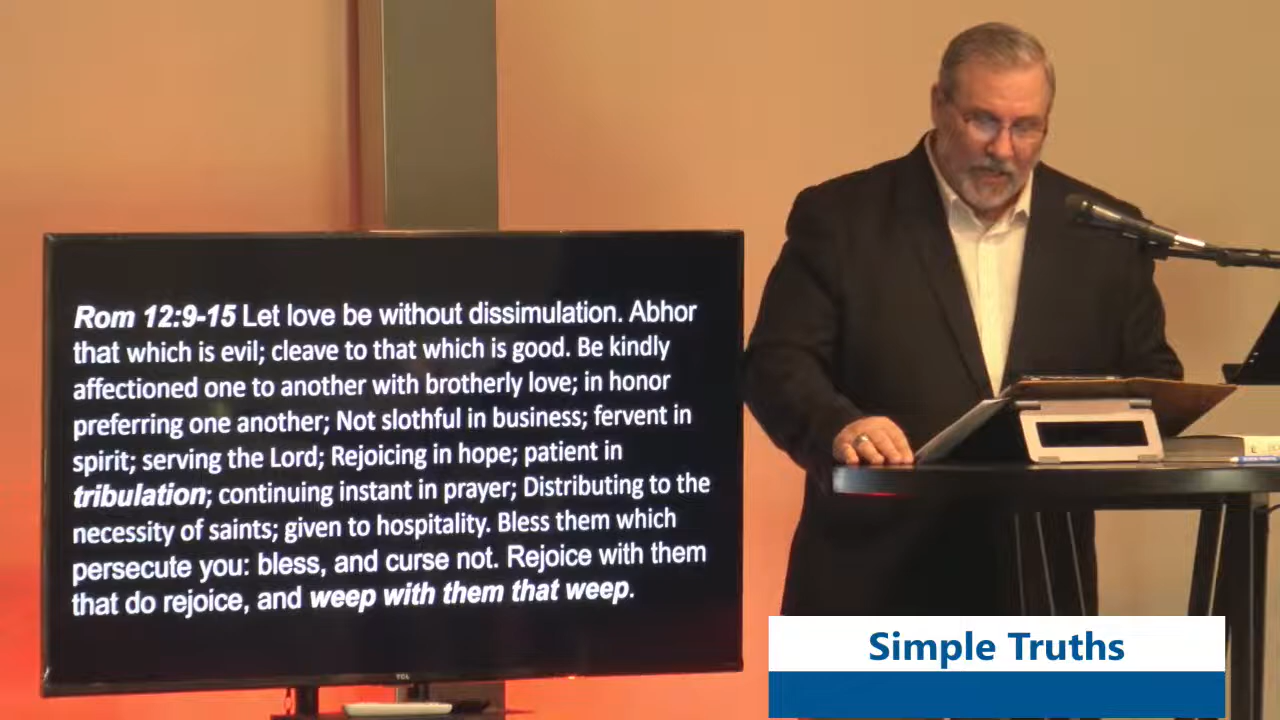 Rom 12:9-15 Let love be without dissimulation. Abhor
that which is evil; cleave to that which is good. Be kindly
affectioned one to another with brotherly love; in honor
preferring one another; Not slothful in business; fervent in
spirit; serving the Lord; Rejoicing in hope; patient in
tribulation; continuing instant in prayer; Distributing to the
necessity of saints; given to hospitality. Bless them which
persecute you: bless, and curse not. Rejoice with them
that do rejoice, and weep with them that weep.
TCL
Simple Truths